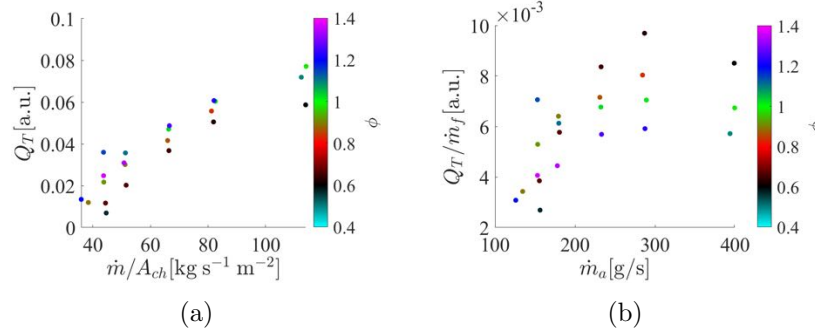 0.1
0.08
0.06
0.04
0.02
0
Q_T [a.u.]
40 60 80 100
ṁ/A_{ch}[kg s^{-1} m^{-2}]
1.4
1.2
1
0.8
0.6
0.4
ϕ
(a)
×10^{-3}
10
8
6
4
2
Q_T/ṁ_f [a.u.]
100 200 300 400
ṁ_a[g/s]
1.4
1.2
1
0.8
0.6
0.4
ϕ
(b)